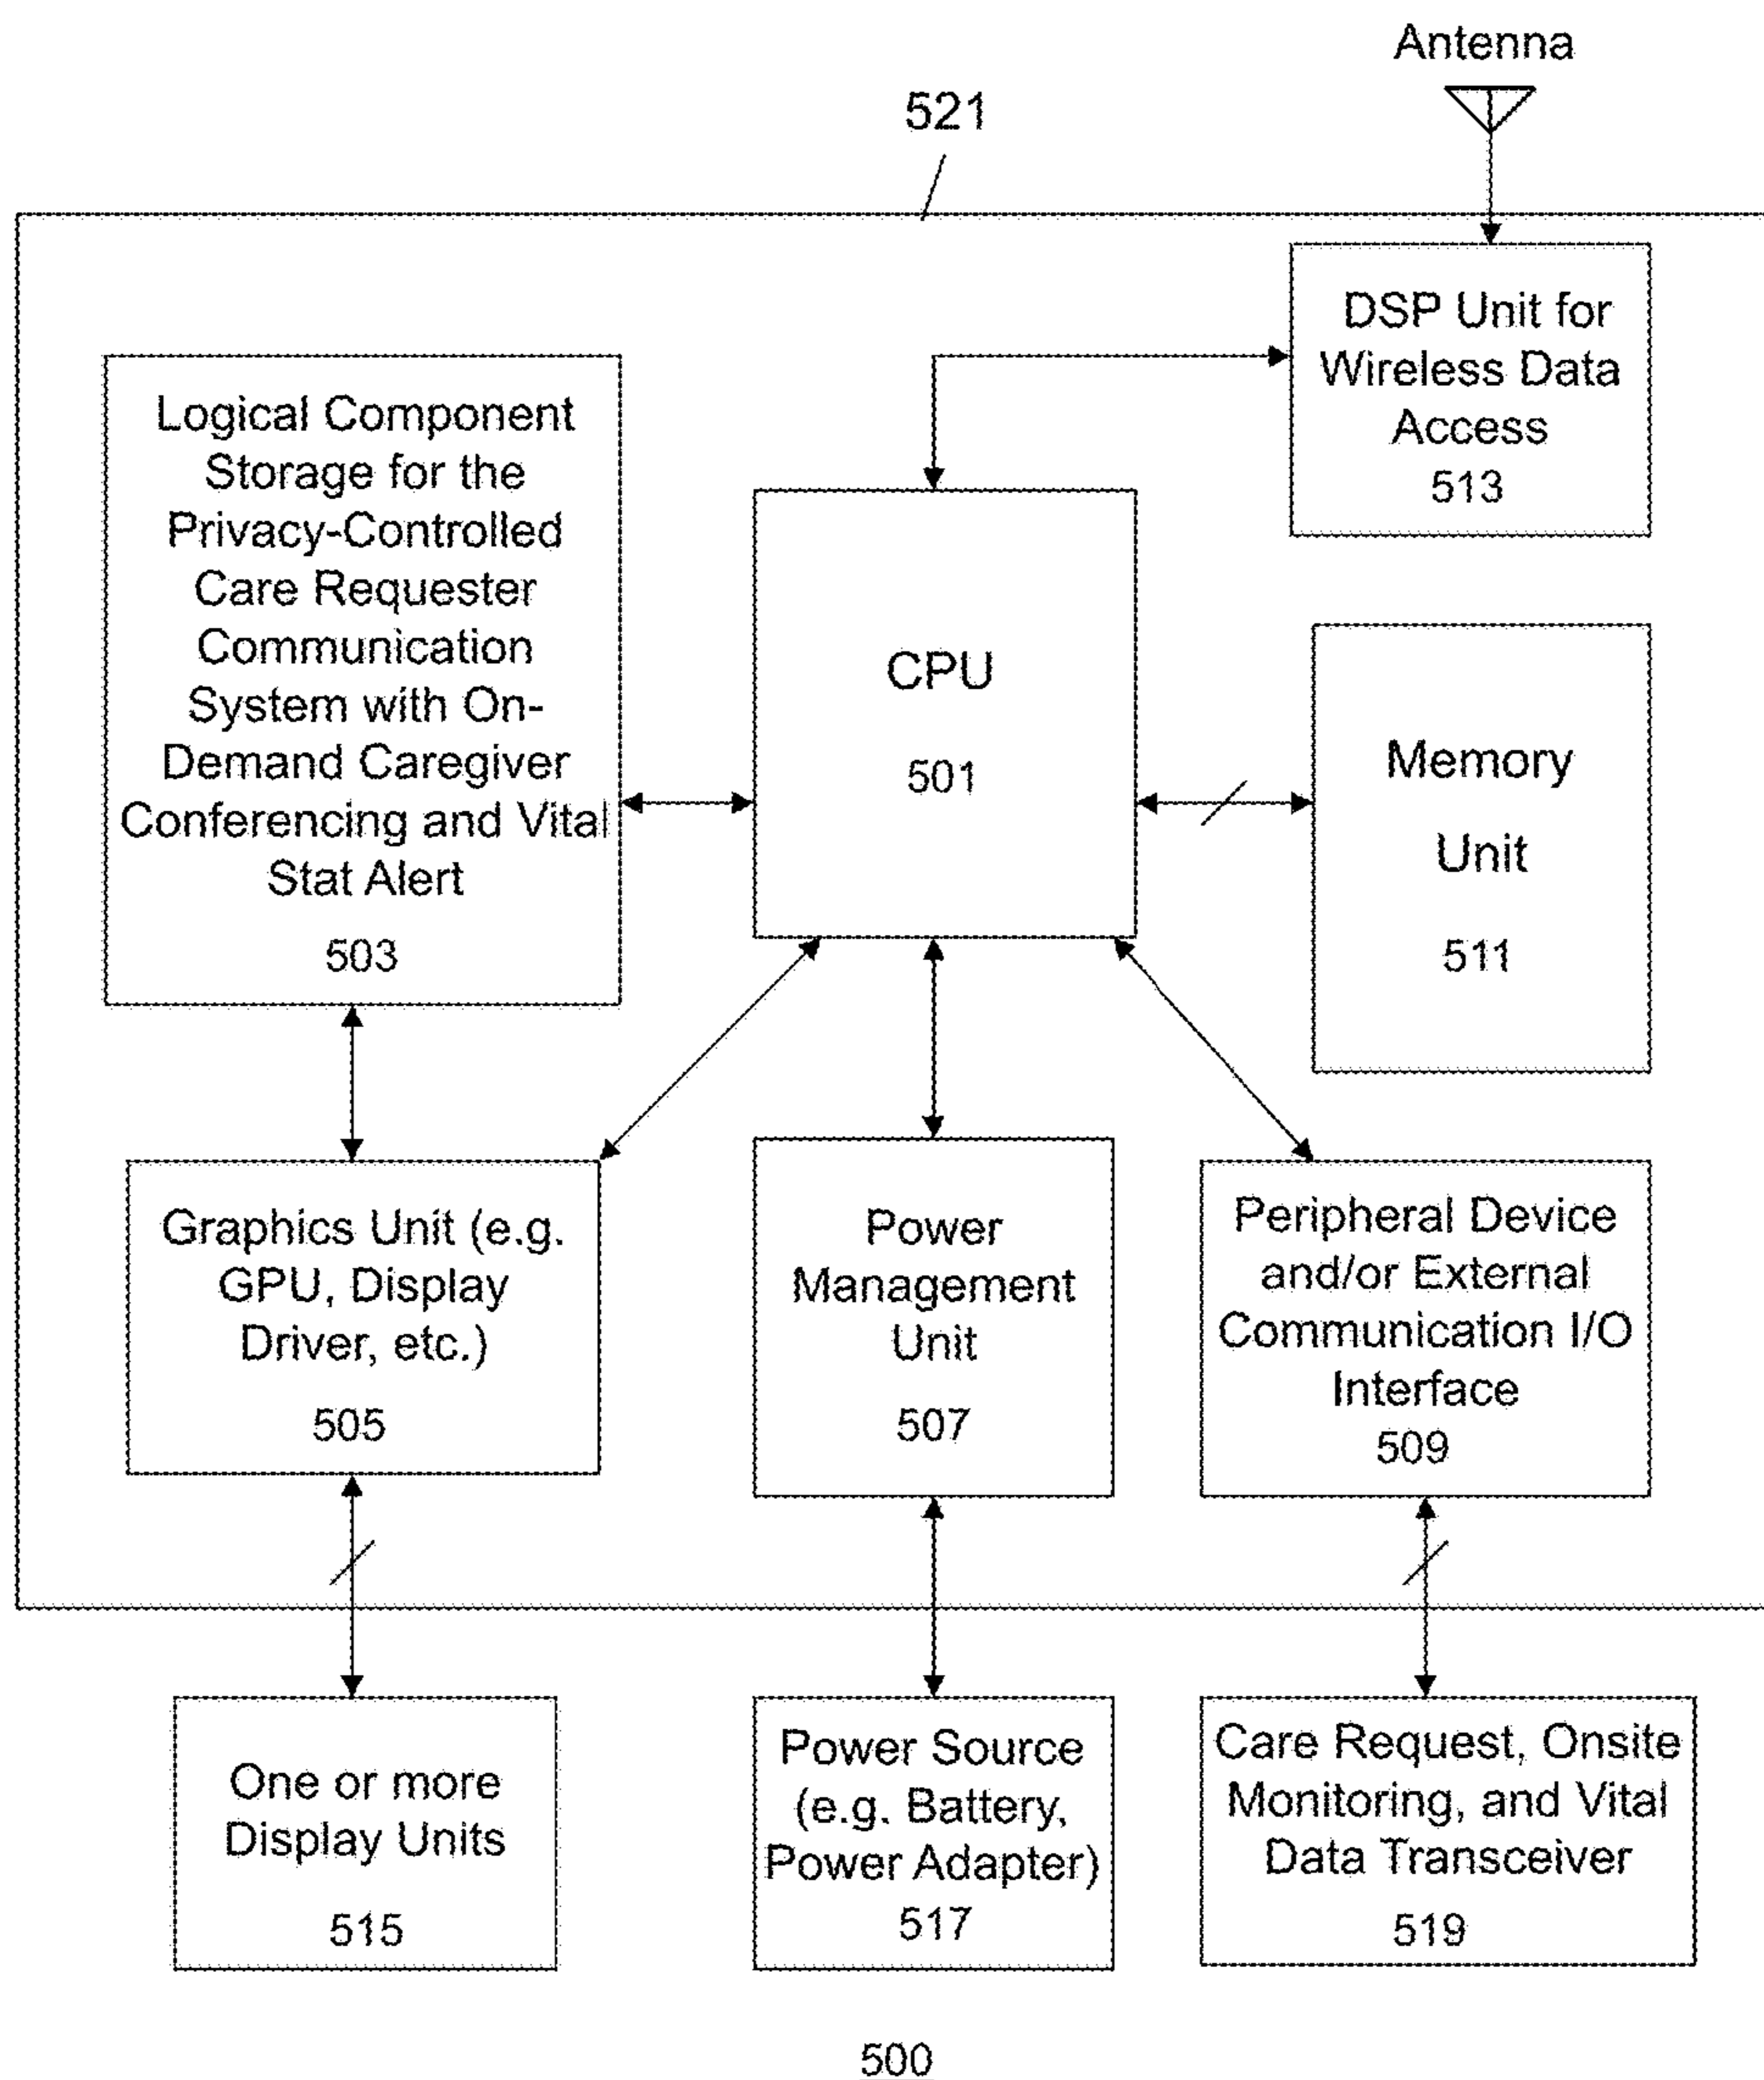 Antenna
521
DSP Unit for
Wireless Data
Access
513
Logical Component
Storage for the
Privacy-Controlled
Care Requester
Communication
System with On-
Demand Caregiver
Conferencing and Vital
Stat Alert
503
CPU
501
Memory
Unit
511
Graphics Unit (e.g.
GPU, Display
Driver, etc.)
505
Power
Management
Unit
507
Peripheral Device
and/or External
Communication I/O
Interface
509
One or more
Display Units
515
Power Source
(e.g. Battery,
Power Adapter)
517
Care Request, Onsite
Monitoring, and Vital
Data Transceiver
519
500